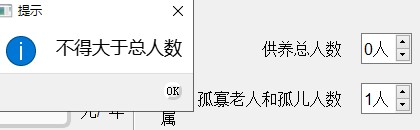 提示
不得大于总人数
OK
供养总人数 0人
孤寡老人和孤儿人数 1人
属